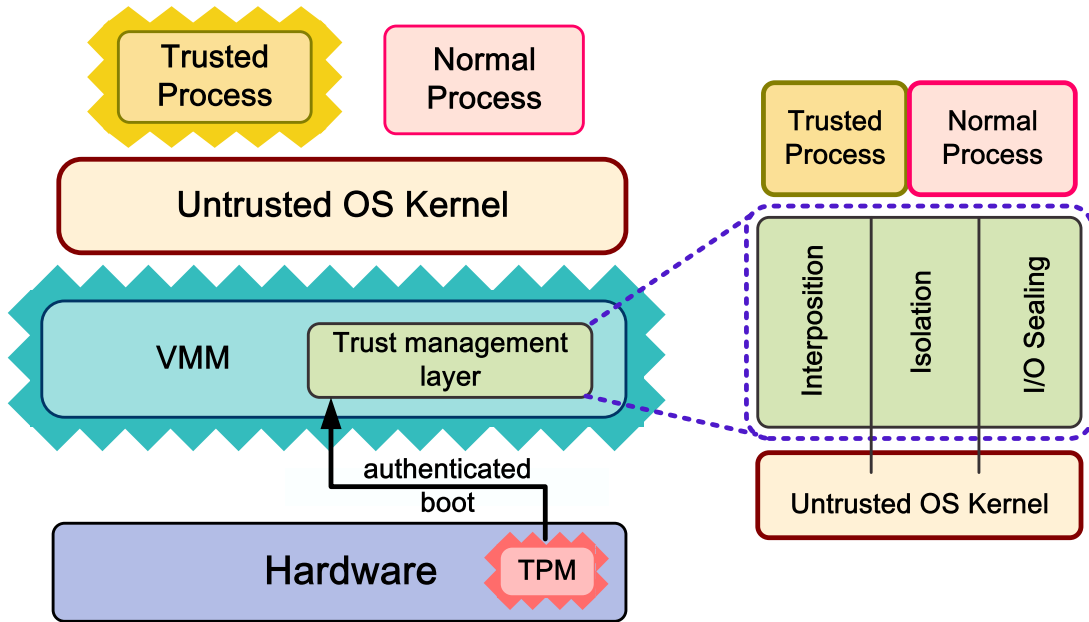 Trusted
Process
Normal
Process
Untrusted OS Kernel
VMM
Trust management
layer
authenticated
boot
Hardware
TPM
Trusted
Process
Normal
Process
Interposition
Isolation
I/O Sealing
Untrusted OS Kernel